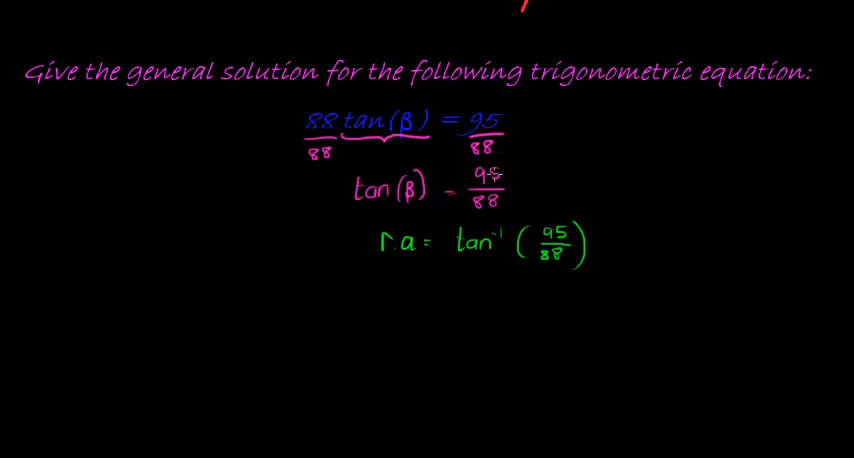 Give the general solution for the following trigonometric equation:
88 tan(β) = 95
88 88
tan(β) = 95/88
r.a = tan⁻¹ (95/88)